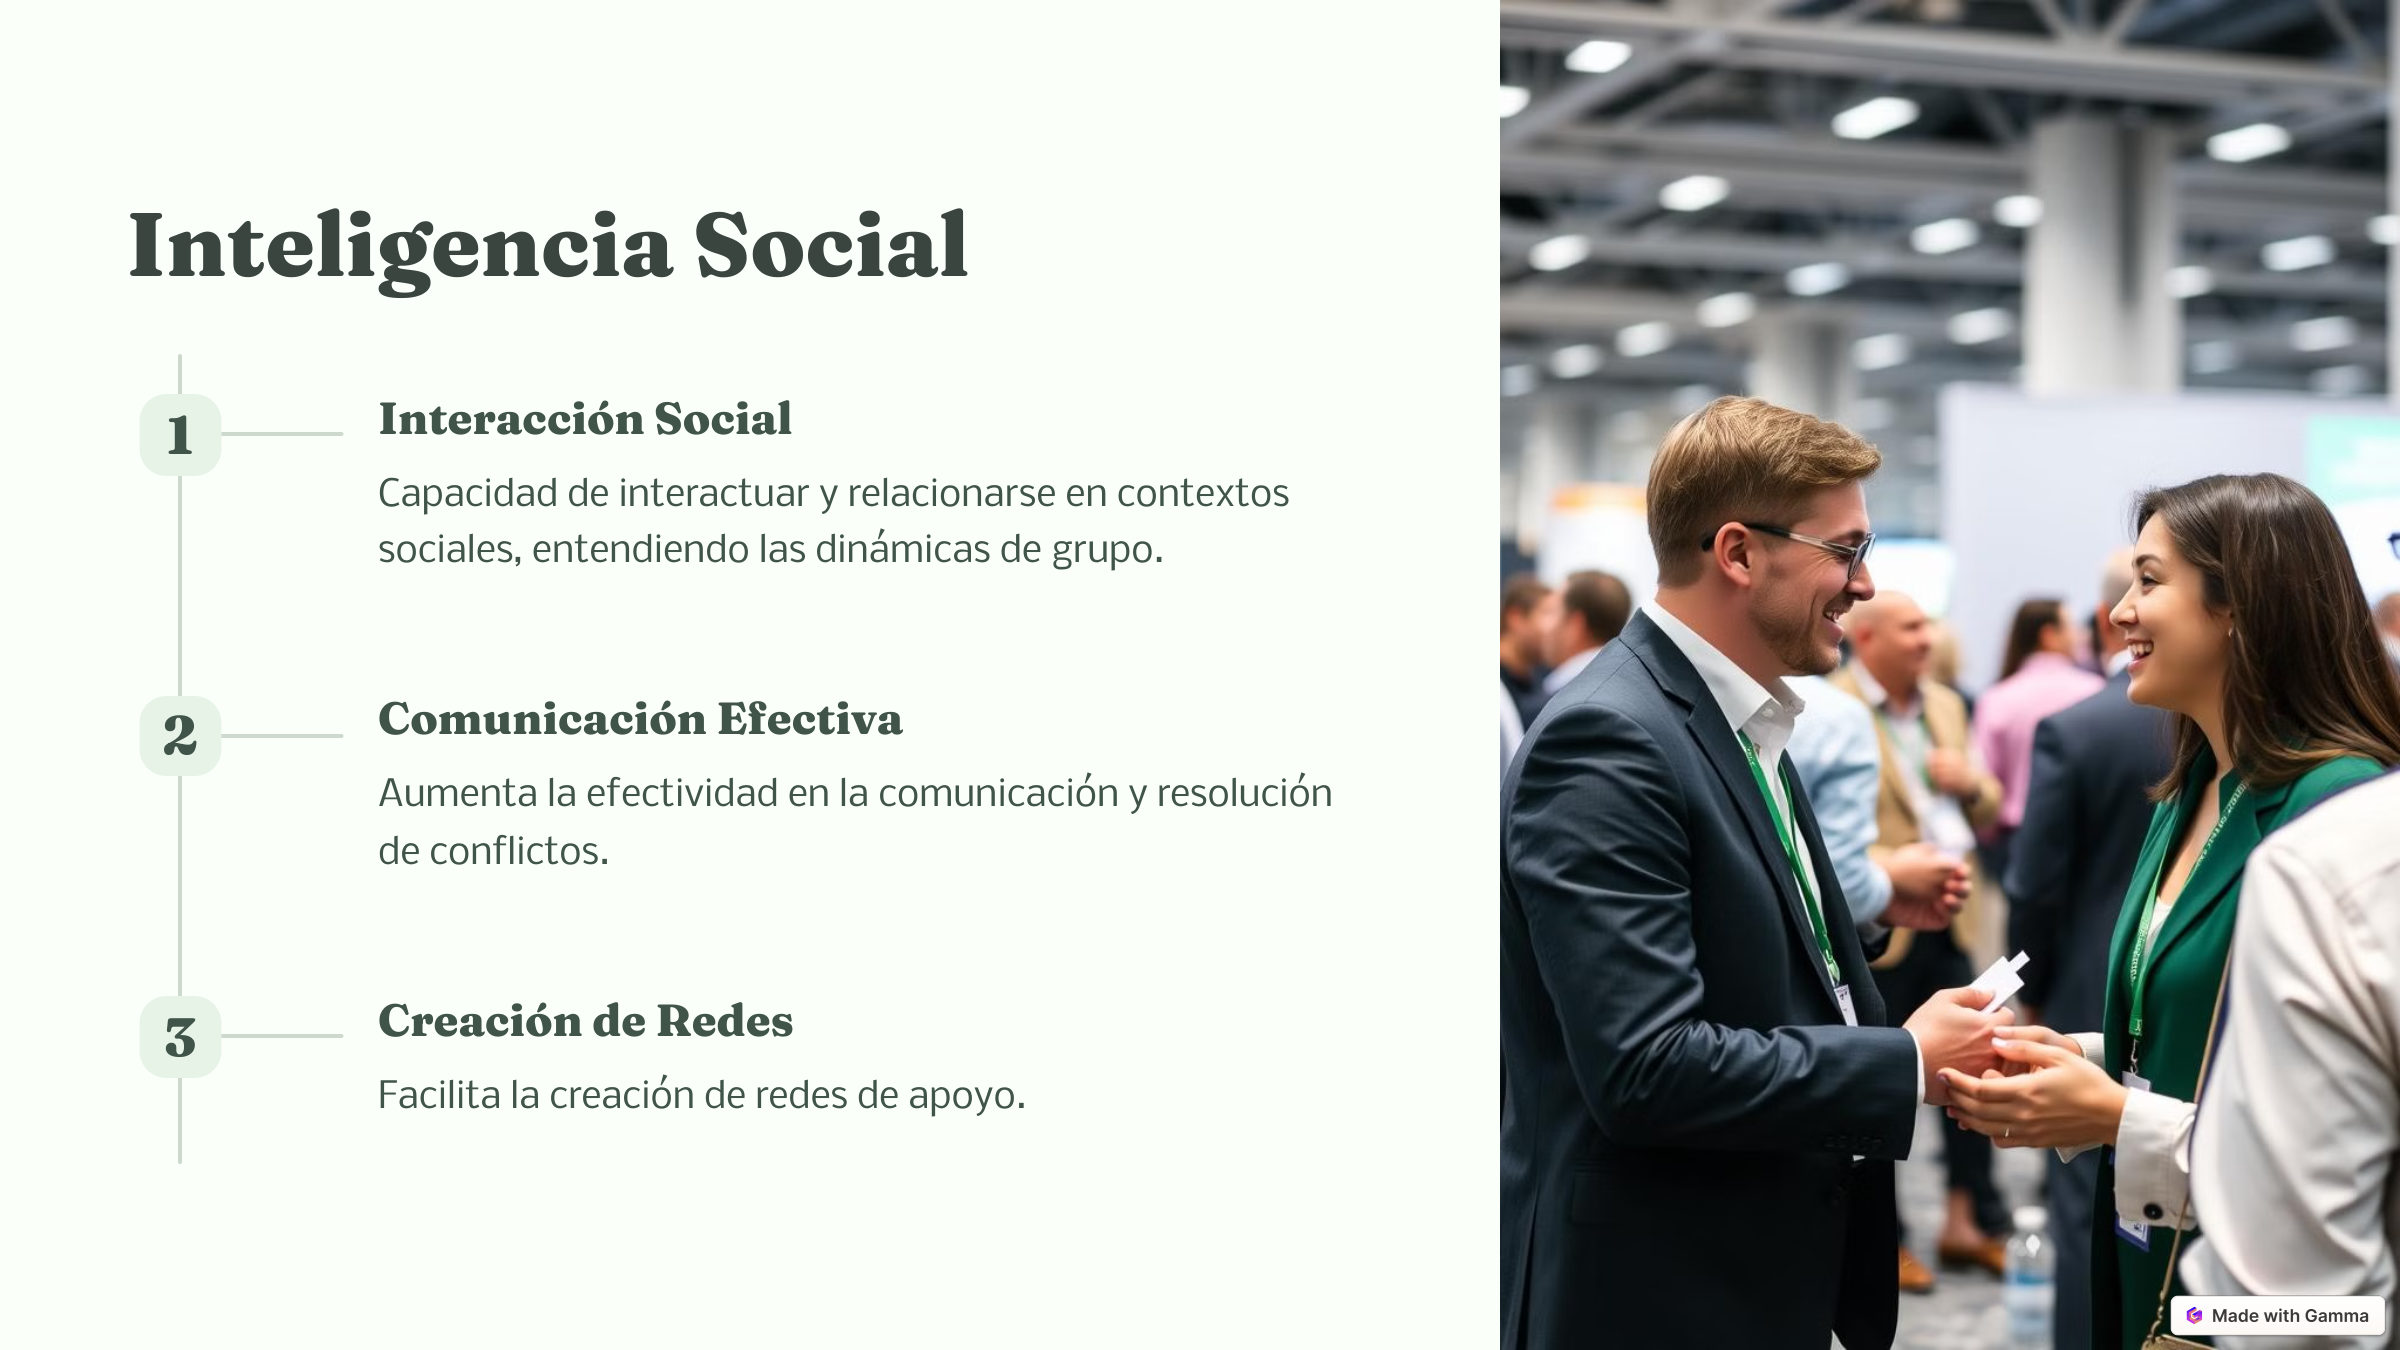 Inteligencia Social
1
Interacción Social
Capacidad de interactuar y relacionarse en contextos
sociales, entendiendo las dinámicas de grupo.
2
Comunicación Efectiva
Aumenta la efectividad en la comunicación y resolución
de conflictos.
3
Creación de Redes
Facilita la creación de redes de apoyo.
Made with Gamma